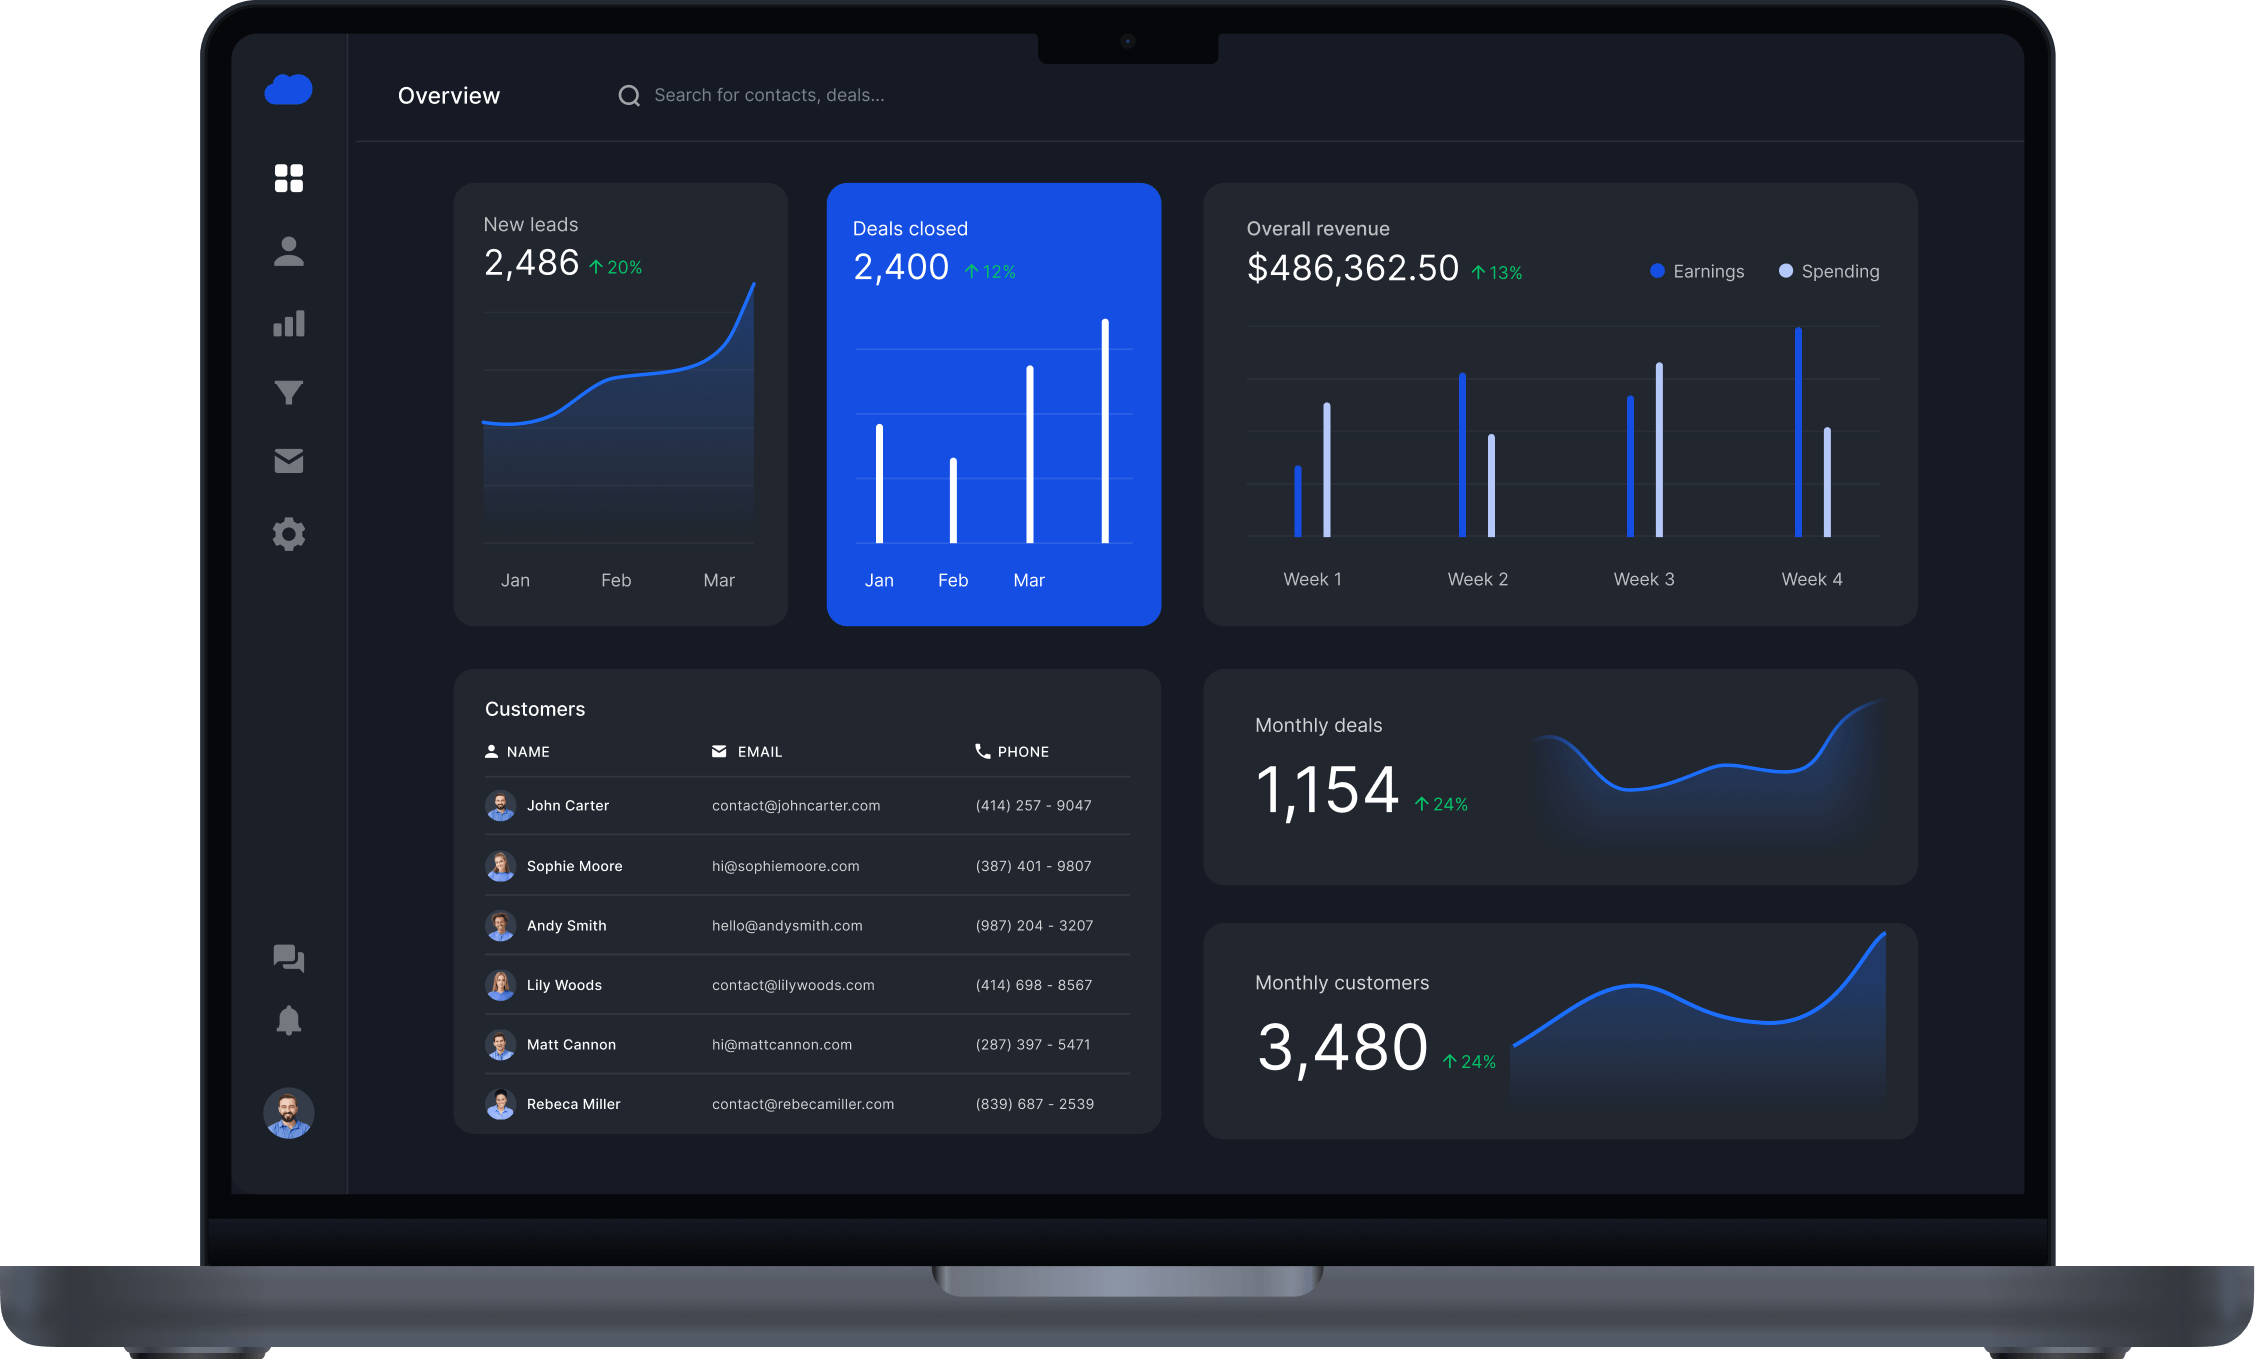 Overview
Search for contacts, deals...
New leads
2,486 20%
Jan Feb Mar
Deals closed
2,400 12%
Jan Feb Mar
Overall revenue
$486,362.50 13%
Earnings Spending
Week 1 Week 2 Week 3 Week 4
Customers
NAME EMAIL PHONE
John Carter contact@johncarter.com (414) 257 - 9047
Sophie Moore hi@sophiemoore.com (387) 401 - 9807
Andy Smith hello@andysmith.com (987) 204 - 3207
Lily Woods contact@lilywoods.com (414) 698 - 8567
Matt Cannon hi@mattcannon.com (287) 397 - 5471
Rebeca Miller contact@rebecamiller.com (839) 687 - 2539
Monthly deals
1,154 24%
Monthly customers
3,480 24%